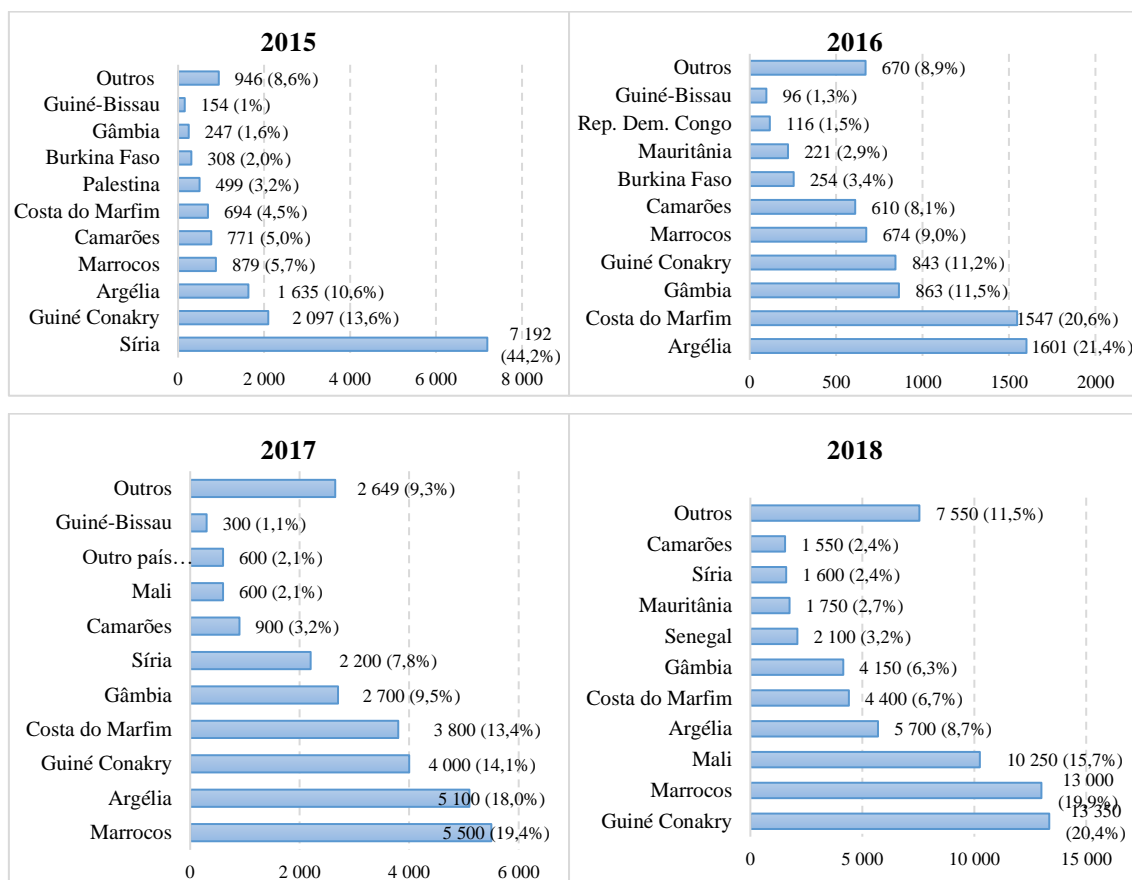 2015
Outros 946 (8,6%)
Guiné-Bissau 154 (1%)
Gâmbia 247 (1,6%)
Burkina Faso 308 (2,0%)
Palestina 499 (3,2%)
Costa do Marfim 694 (4,5%)
Camarões 771 (5,0%)
Marrocos 879 (5,7%)
Argélia 1 635 (10,6%)
Guiné Conakry 2 097 (13,6%)
Síria 7 192 (44,2%)
0 2 000 4 000 6 000 8 000
2016
Outros 670 (8,9%)
Guiné-Bissau 96 (1,3%)
Rep. Dem. Congo 116 (1,5%)
Mauritânia 221 (2,9%)
Burkina Faso 254 (3,4%)
Camarões 610 (8,1%)
Marrocos 674 (9,0%)
Guiné Conakry 843 (11,2%)
Gâmbia 863 (11,5%)
Costa do Marfim 1547 (20,6%)
Argélia 1601 (21,4%)
0 500 1000 1500 2000
2017
Outros 2 649 (9,3%)
Guiné-Bissau 300 (1,1%)
Outro país… 600 (2,1%)
Mali 600 (2,1%)
Camarões 900 (3,2%)
Síria 2 200 (7,8%)
Gâmbia 2 700 (9,5%)
Costa do Marfim 3 800 (13,4%)
Guiné Conakry 4 000 (14,1%)
Argélia 5 100 (18,0%)
Marrocos 5 500 (19,4%)
0 2 000 4 000 6 000
2018
Outros 7 550 (11,5%)
Camarões 1 550 (2,4%)
Síria 1 600 (2,4%)
Mauritânia 1 750 (2,7%)
Senegal 2 100 (3,2%)
Gâmbia 4 150 (6,3%)
Costa do Marfim 4 400 (6,7%)
Argélia 5 700 (8,7%)
Mali 10 250 (15,7%)
Marrocos 13 000 (19,9%)
Guiné Conakry 13 350 (20,4%)
0 5 000 10 000 15 000